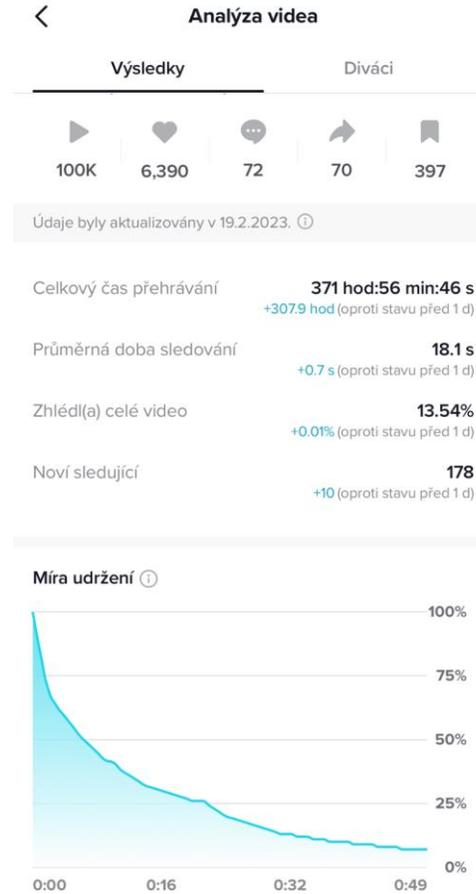 Analýza videa
Výsledky Diváci
100K 6,390 72 70 397
Údaje byly aktualizovány v 19.2.2023.
Celkový čas přehrávání 371 hod:56 min:46 s
+307.9 hod (oproti stavu před 1 d)
Průměrná doba sledování 18.1 s
+0.7 s (oproti stavu před 1 d)
Zhlédl(a) celé video 13.54%
+0.01% (oproti stavu před 1 d)
Noví sledující 178
+10 (oproti stavu před 1 d)
Míra udržení
100%
75%
50%
25%
0%
0:00 0:16 0:32 0:49